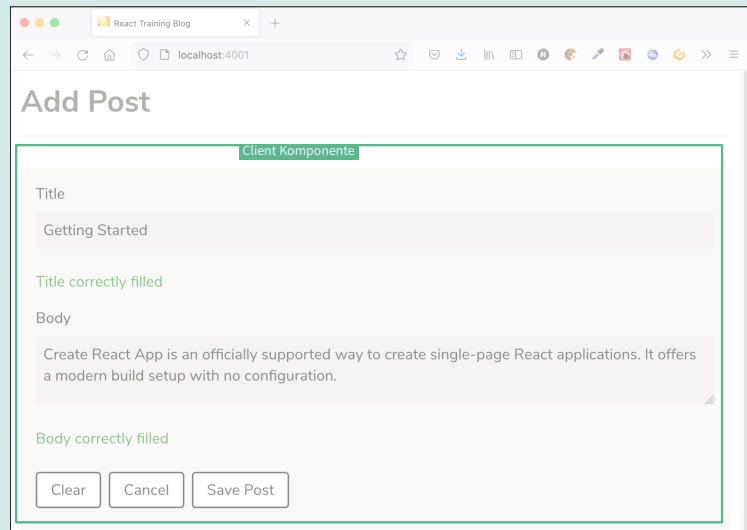 React Training Blog
localhost:4001
Add Post
Client Komponente
Title
Getting Started
Title correctly filled
Body
Create React App is an officially supported way to create single-page React applications. It offers
a modern build setup with no configuration.
Body correctly filled
Clear Cancel Save Post